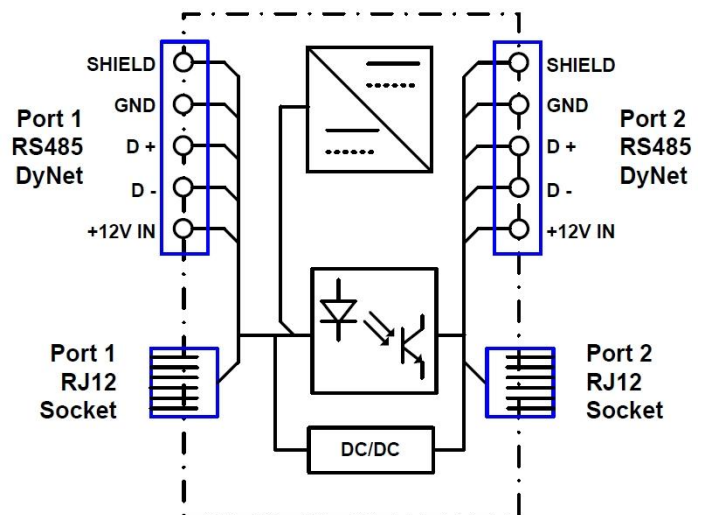 SHIELD
GND
D +
D -
+12V IN
Port 1
RS485
DyNet
SHIELD
GND
D +
D -
+12V IN
Port 2
RS485
DyNet
Port 1
RJ12
Socket
Port 2
RJ12
Socket
DC/DC